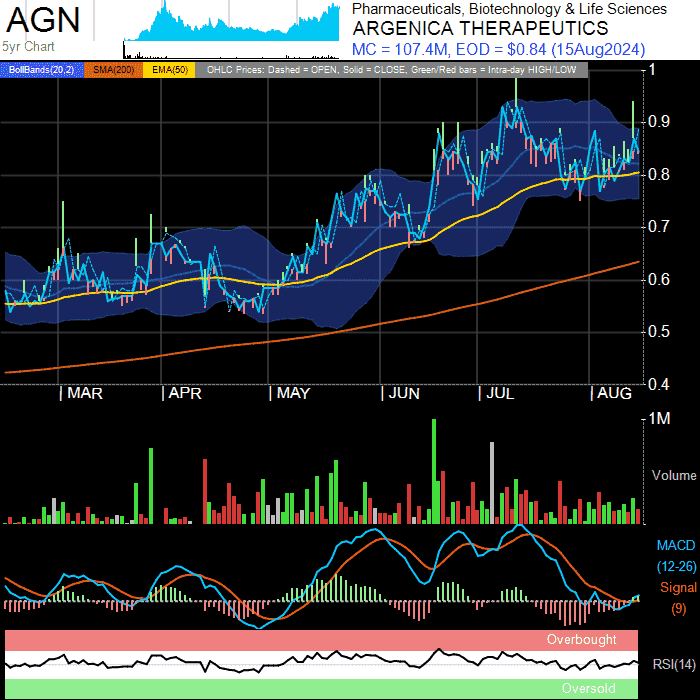 AGN
5yr Chart
Pharmaceuticals, Biotechnology & Life Sciences
ARGENICA THERAPEUTICS
MC = 107.4M, EOD = $0.84 (15Aug2024)
BollBands(20,2) SMA(200) EMA(50) OHLC Prices: Dashed = OPEN, Solid = CLOSE, Green/Red bars = Intra-day HIGH/LOW
1
0.9
0.8
0.7
0.6
0.5
0.4
MAR APR MAY JUN JUL AUG
1M
Volume
MACD
(12-26)
Signal
(9)
Overbought
RSI(14)
Oversold